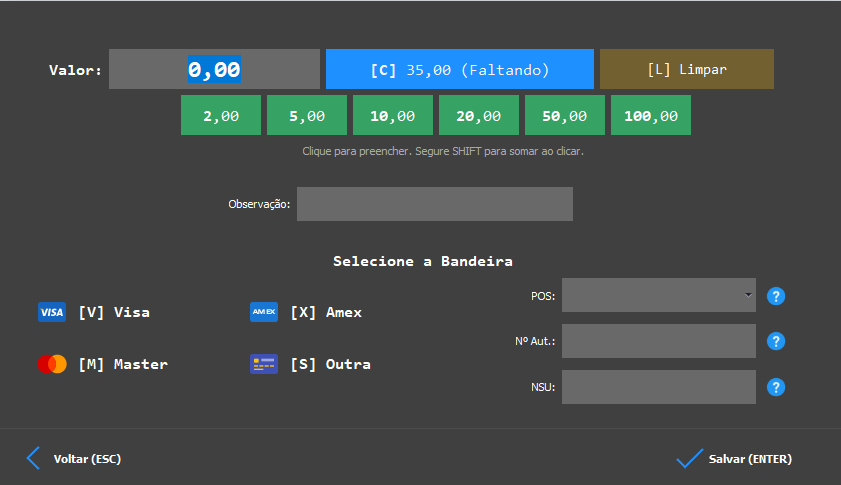 Valor: 0,00 [C] 35,00 (Faltando) [L] Limpar
2,00 5,00 10,00 20,00 50,00 100,00
Clique para preencher. Segure SHIFT para somar ao clicar.
Observação:
Selecione a Bandeira
POS: ?
VISA [V] Visa AMEX [X] Amex
Nº Aut.: ?
[M] Master [S] Outra
NSU: ?
Voltar (ESC) Salvar (ENTER)